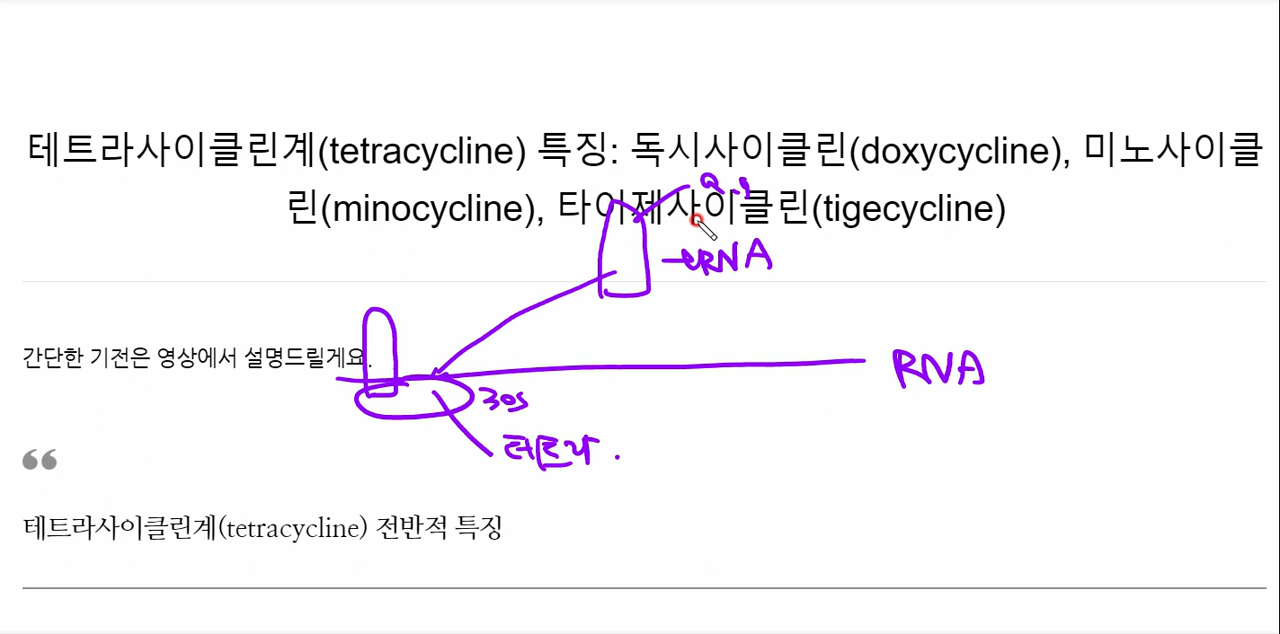 테트라사이클린계(tetracycline) 특징: 독시사이클린(doxycycline), 미노사이클
린(minocycline), 타이제사이클린(tigecycline)
a.a
tRNA
간단한 기전은 영상에서 설명드릴게요.
RNA
30s
테트라.
테트라사이클린계(tetracycline) 전반적 특징